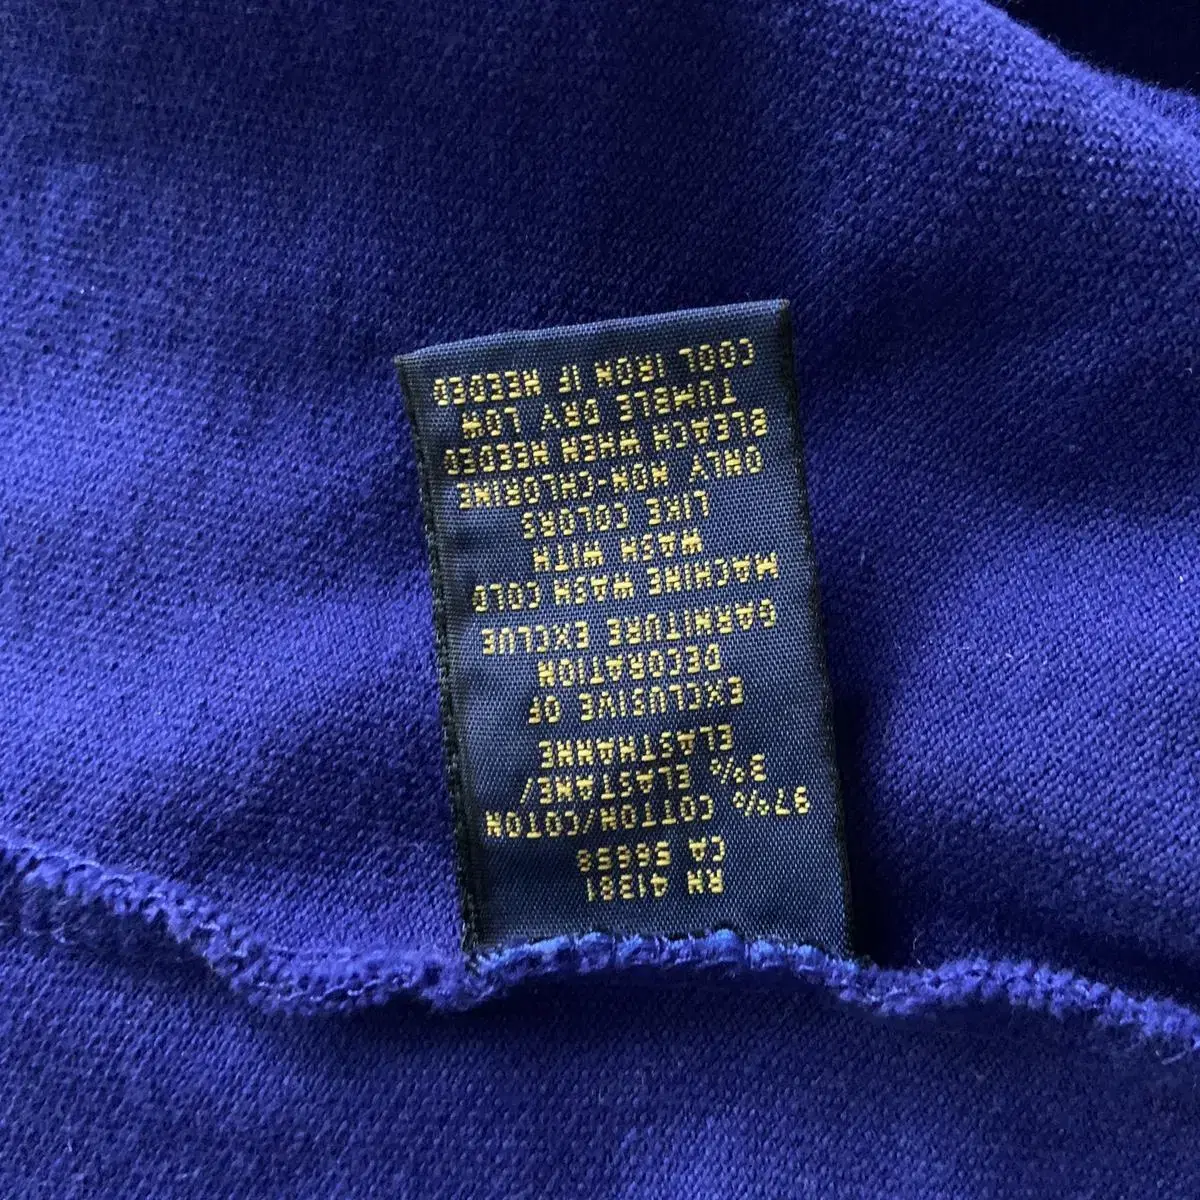 RN 41381
CA 56658
97% COTTON/COTON
3% ELASTANE/
ELASTHANNE
EXCLUSIVE OF
DECORATION
GARNITURE EXCLUE
MACHINE WASH COLD
WASH WITH
LIKE COLORS
ONLY NON-CHLORINE
BLEACH WHEN NEEDED
TUMBLE DRY LOW
COOL IRON IF NEEDED